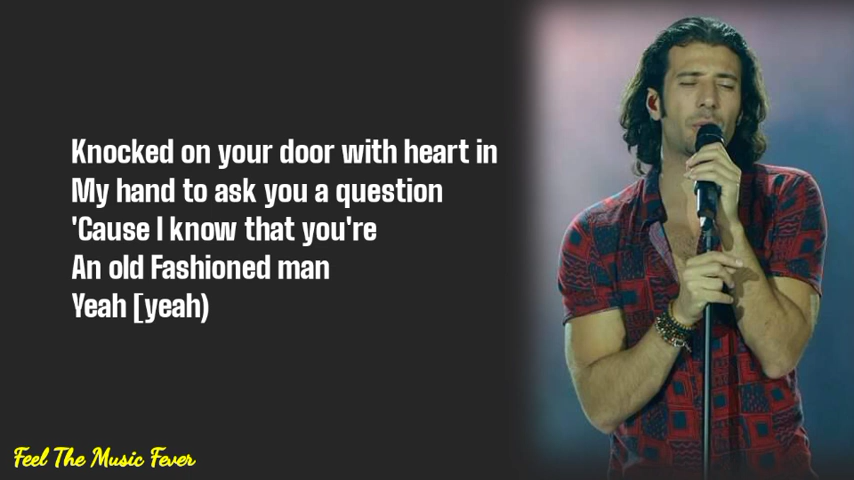 Knocked on your door with heart in
My hand to ask you a question
'Cause I know that you're
An old Fashioned man
Yeah [yeah)
Feel The Music Fever